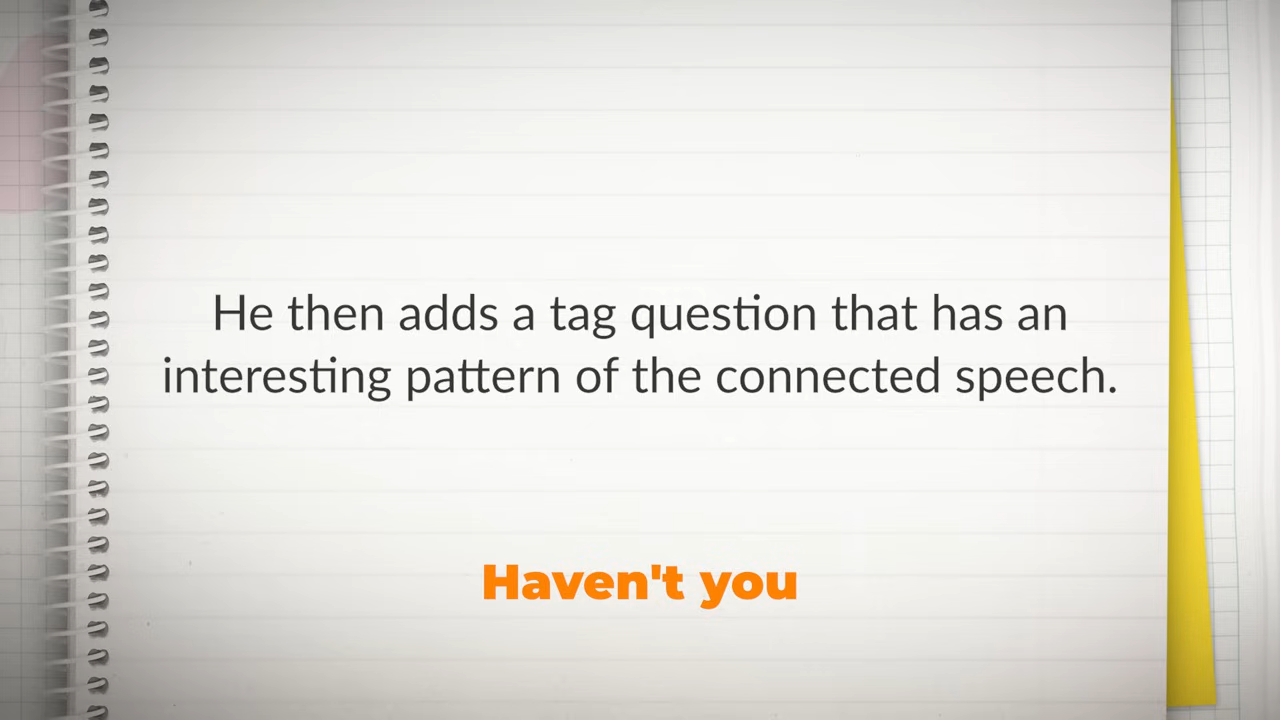 He then adds a tag question that has an
interesting pattern of the connected speech.
Haven't you